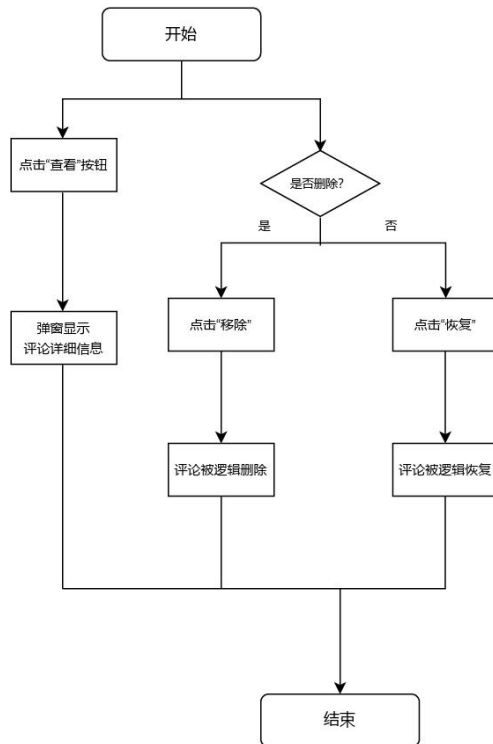 开始
点击“查看”按钮
是否删除?
是
否
弹窗显示
评论详细信息
点击“移除”
点击“恢复”
评论被逻辑删除
评论被逻辑恢复
结束